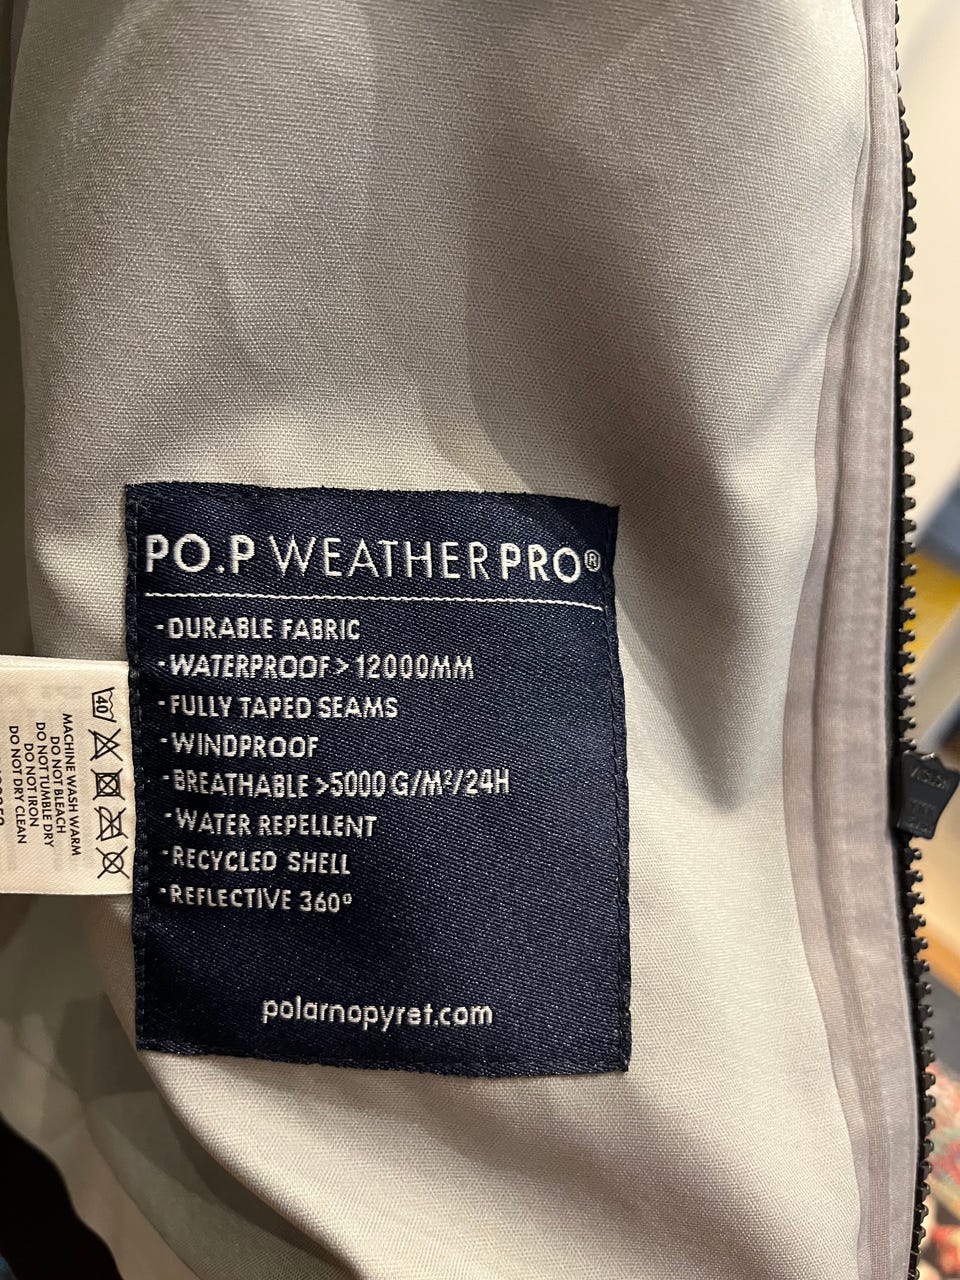 PO.P WEATHERPRO®
-DURABLE FABRIC
-WATERPROOF > 12000MM
-FULLY TAPED SEAMS
-WINDPROOF
-BREATHABLE >5000 G/M²/24H
-WATER REPELLENT
-RECYCLED SHELL
-REFLECTIVE 360°
polarnopyret.com
40
MACHINE WASH WARM
DO NOT BLEACH
DO NOT TUMBLE DRY
DO NOT IRON
DO NOT DRY CLEAN